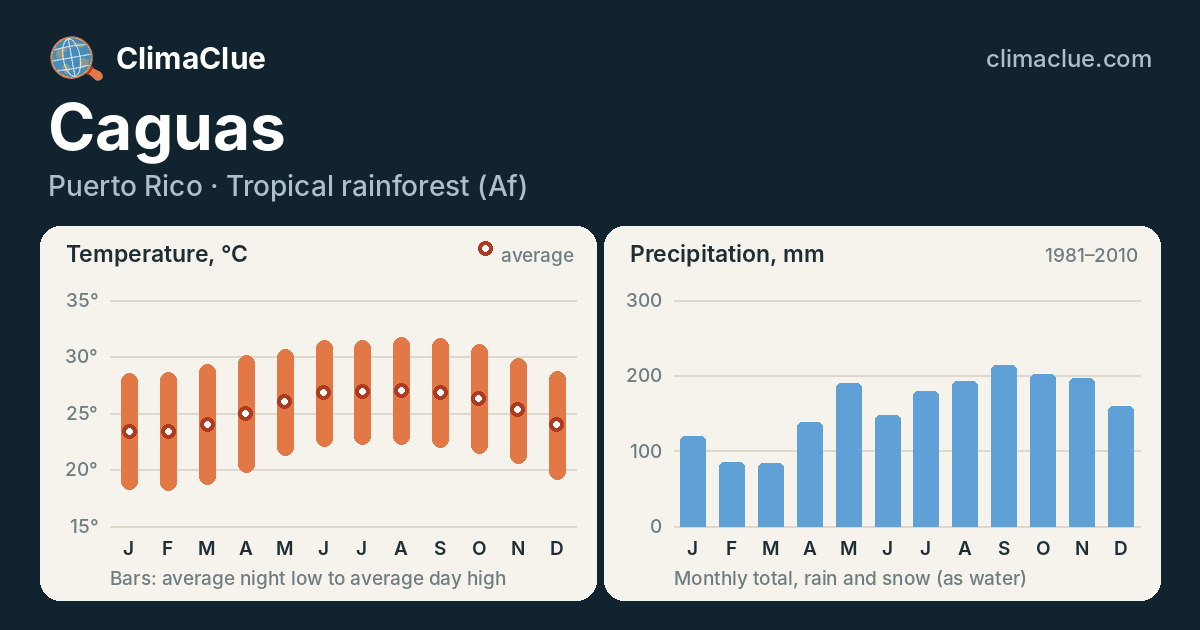 ClimaClue
climaclue.com
Caguas
Puerto Rico · Tropical rainforest (Af)
Temperature, °C
average
35°
30°
25°
20°
15°
J F M A M J J A S O N D
Bars: average night low to average day high
Precipitation, mm
1981–2010
300
200
100
0
J F M A M J J A S O N D
Monthly total, rain and snow (as water)